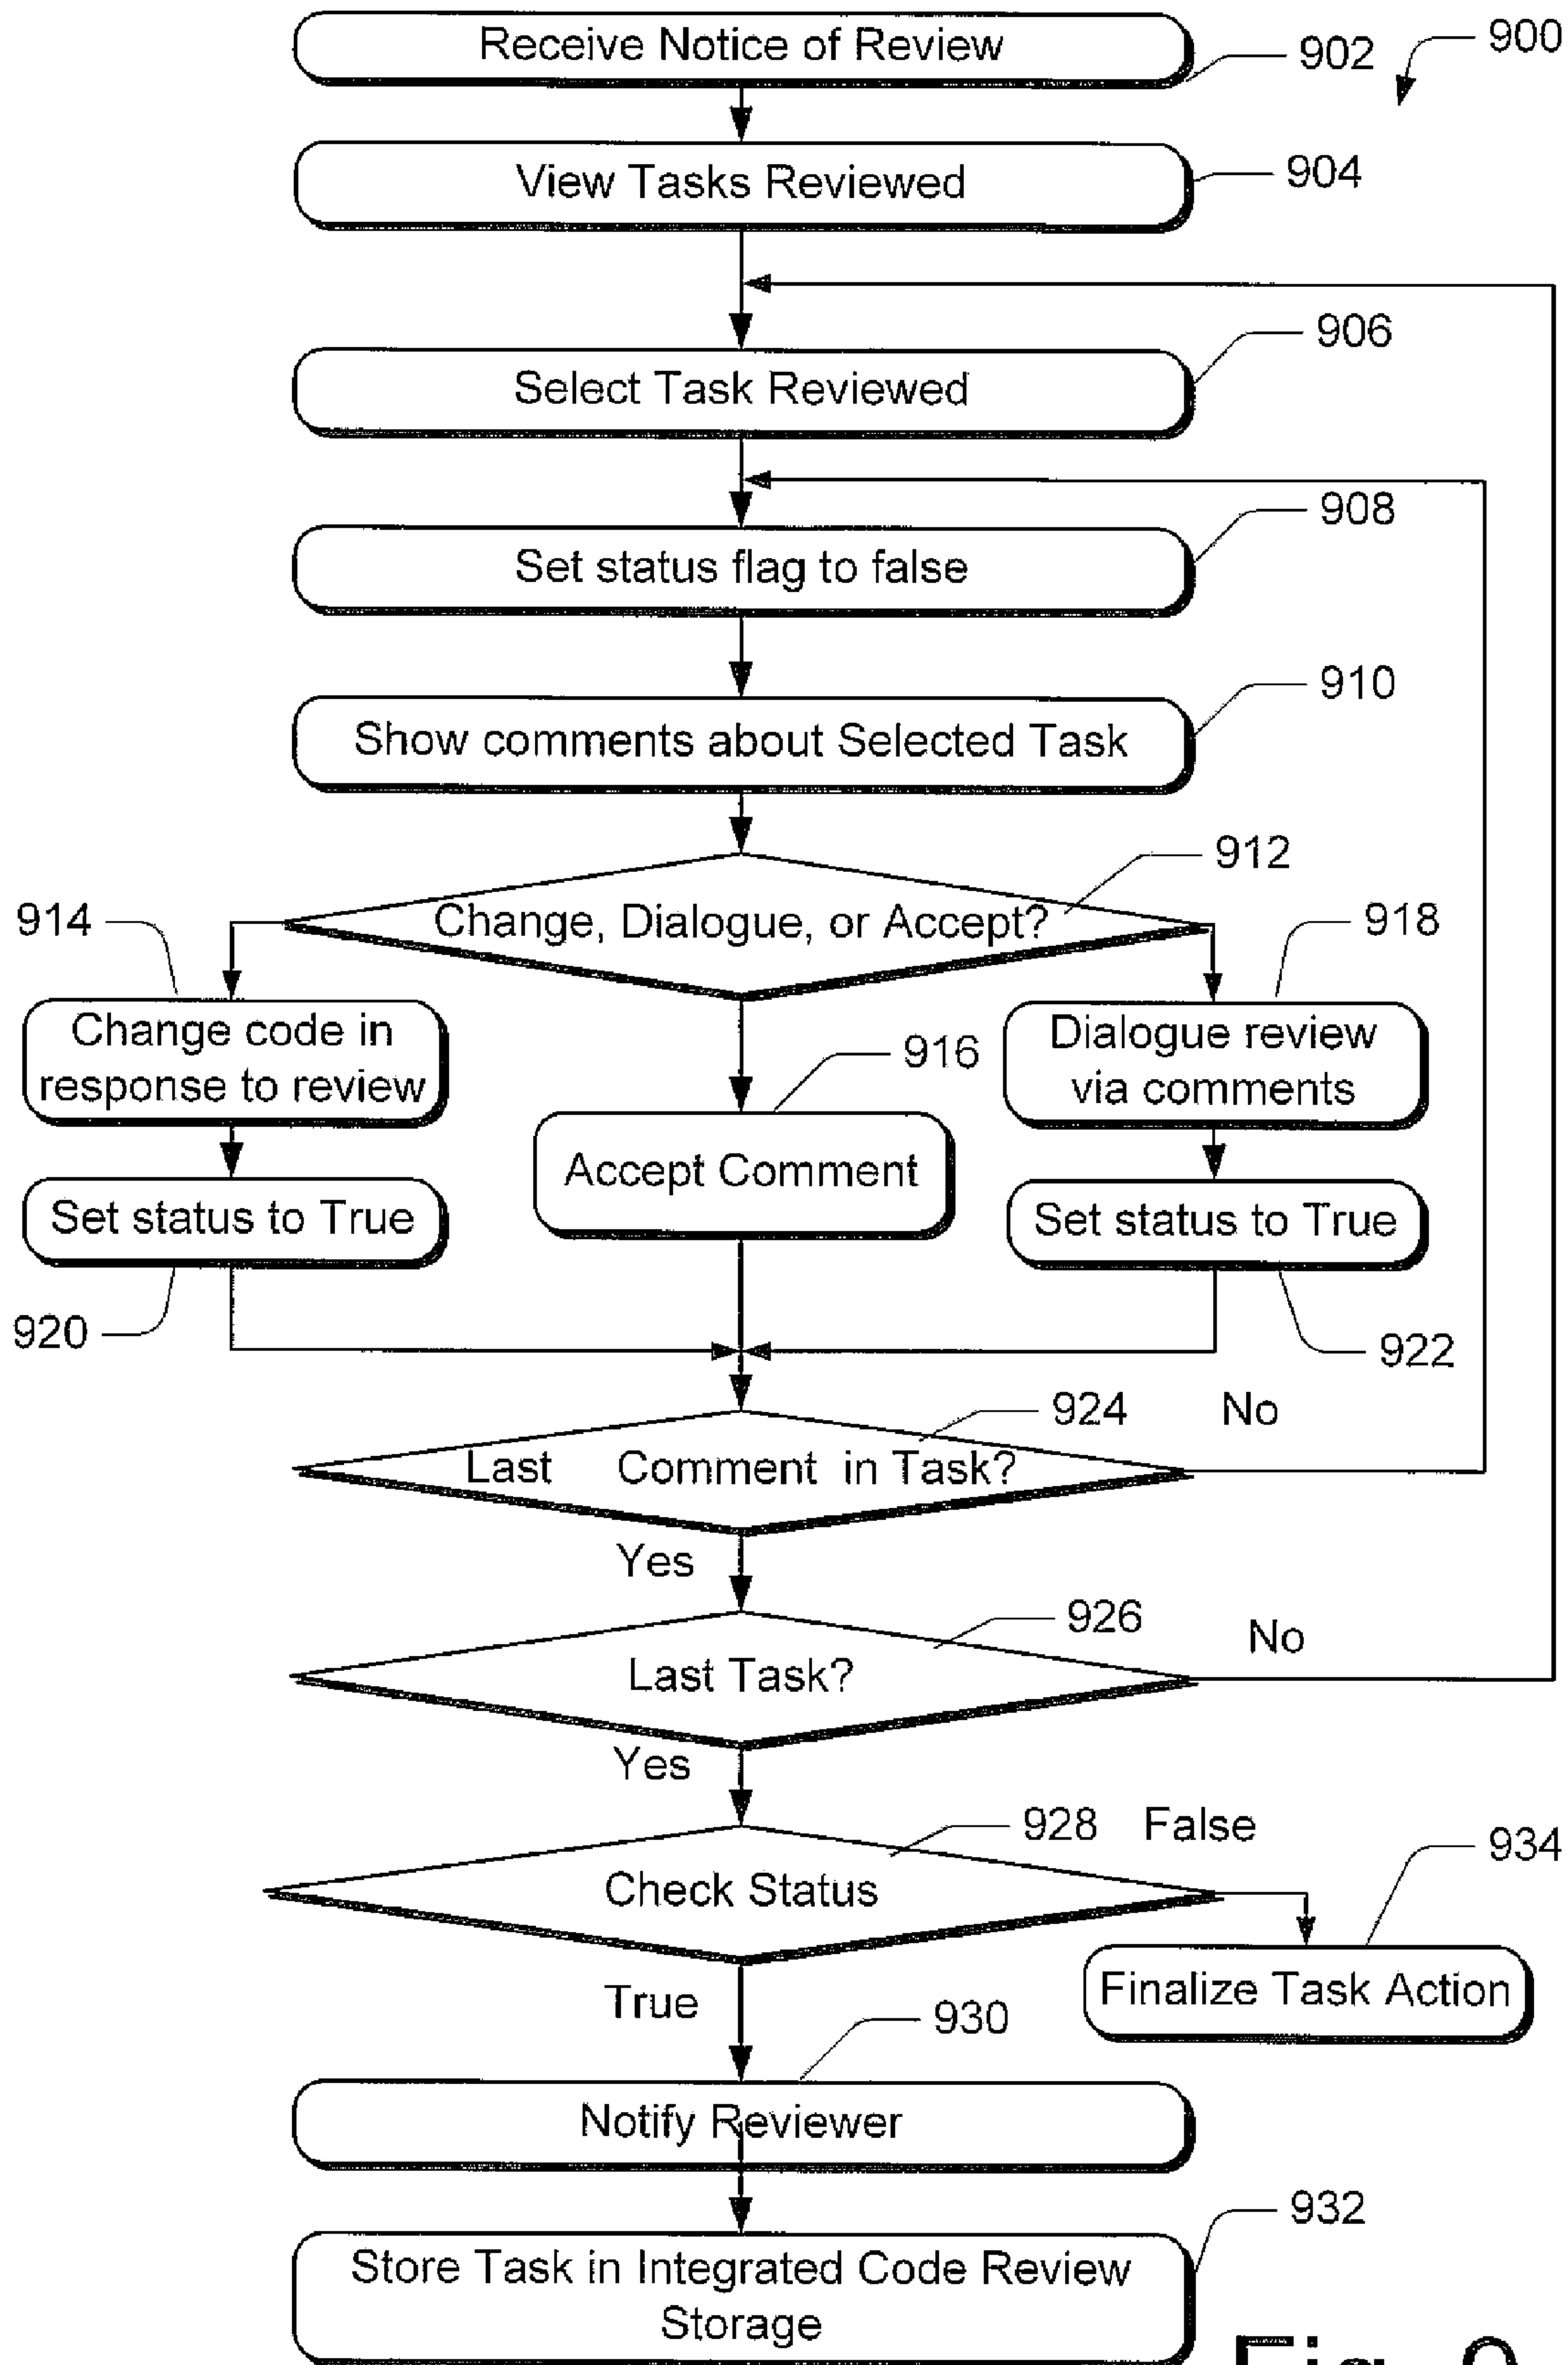 Receive Notice of Review
902
900
View Tasks Reviewed
904
906
Select Task Reviewed
908
Set status flag to false
910
Show comments about Selected Task
912
Change, Dialogue, or Accept?
914
918
Change code in
response to review
916
Dialogue review
via comments
Accept Comment
Set status to True
Set status to True
920
922
924
No
Last Comment in Task?
Yes
926
No
Last Task?
Yes
928
False
934
Check Status
Finalize Task Action
True
930
Notify Reviewer
932
Store Task in Integrated Code Review
Storage